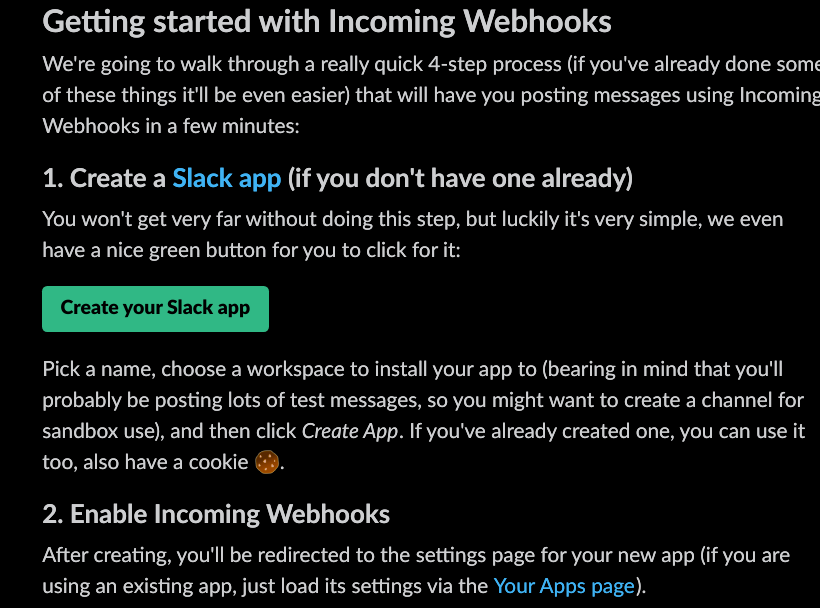 Getting started with Incoming Webhooks
We're going to walk through a really quick 4-step process (if you've already done some
of these things it'll be even easier) that will have you posting messages using Incoming
Webhooks in a few minutes:
1. Create a Slack app (if you don't have one already)
You won't get very far without doing this step, but luckily it's very simple, we even
have a nice green button for you to click for it:
Create your Slack app
Pick a name, choose a workspace to install your app to (bearing in mind that you'll
probably be posting lots of test messages, so you might want to create a channel for
sandbox use), and then click Create App. If you've already created one, you can use it
too, also have a cookie 🍪.
2. Enable Incoming Webhooks
After creating, you'll be redirected to the settings page for your new app (if you are
using an existing app, just load its settings via the Your Apps page).